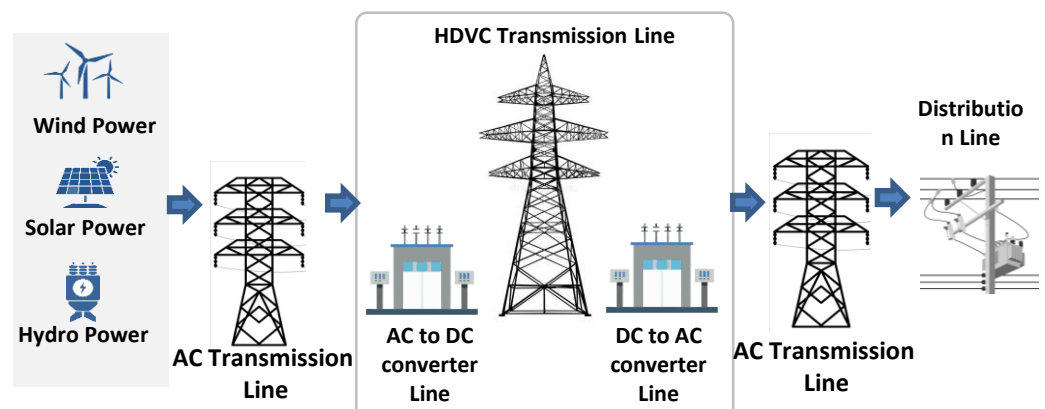 Wind Power
Solar Power
Hydro Power
AC Transmission
Line
HDVC Transmission Line
AC to DC
converter
Line
DC to AC
converter
Line
AC Transmission
Line
Distributio
n Line